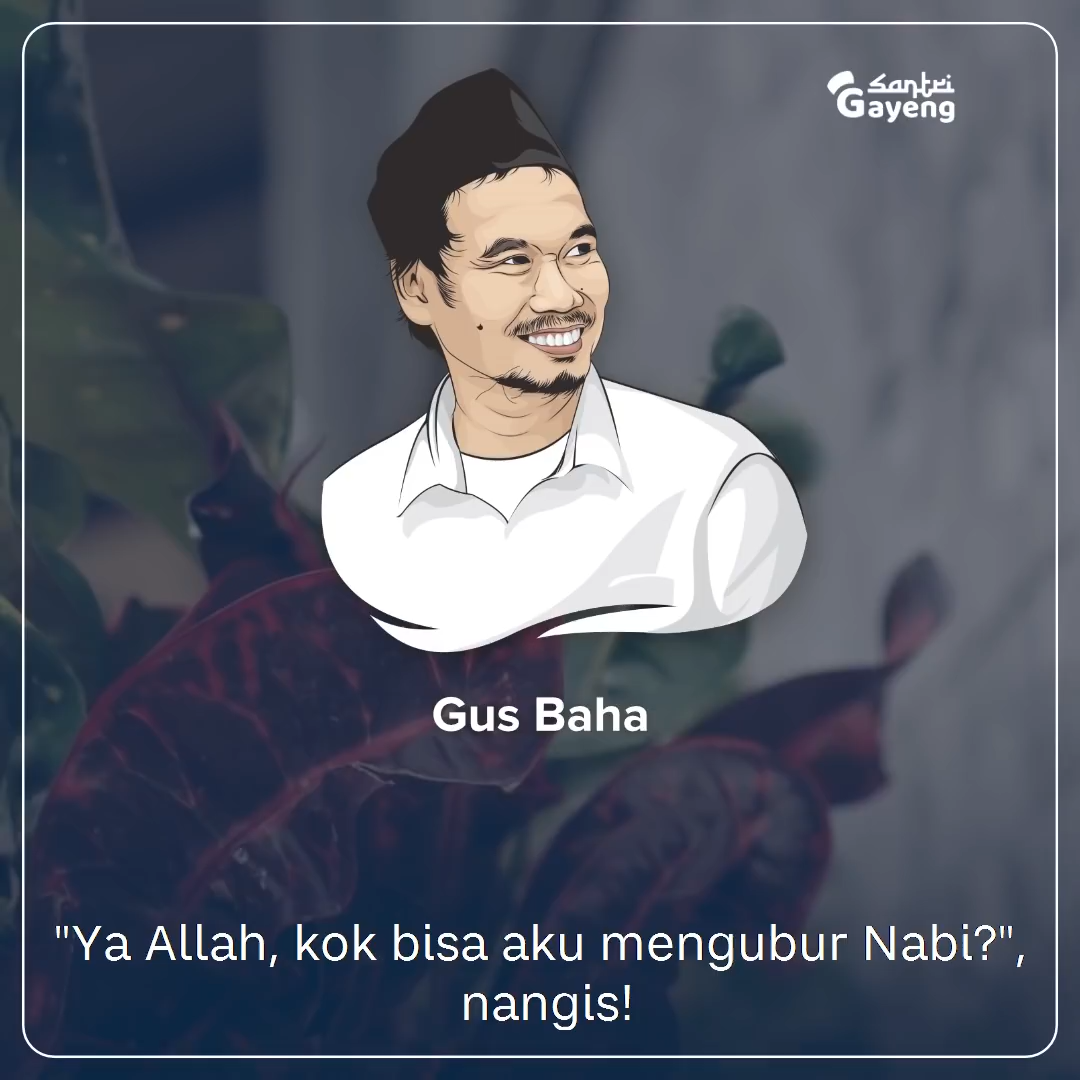 Santri
Gayeng
Gus Baha
"Ya Allah, kok bisa aku mengubur Nabi?",
nangis!